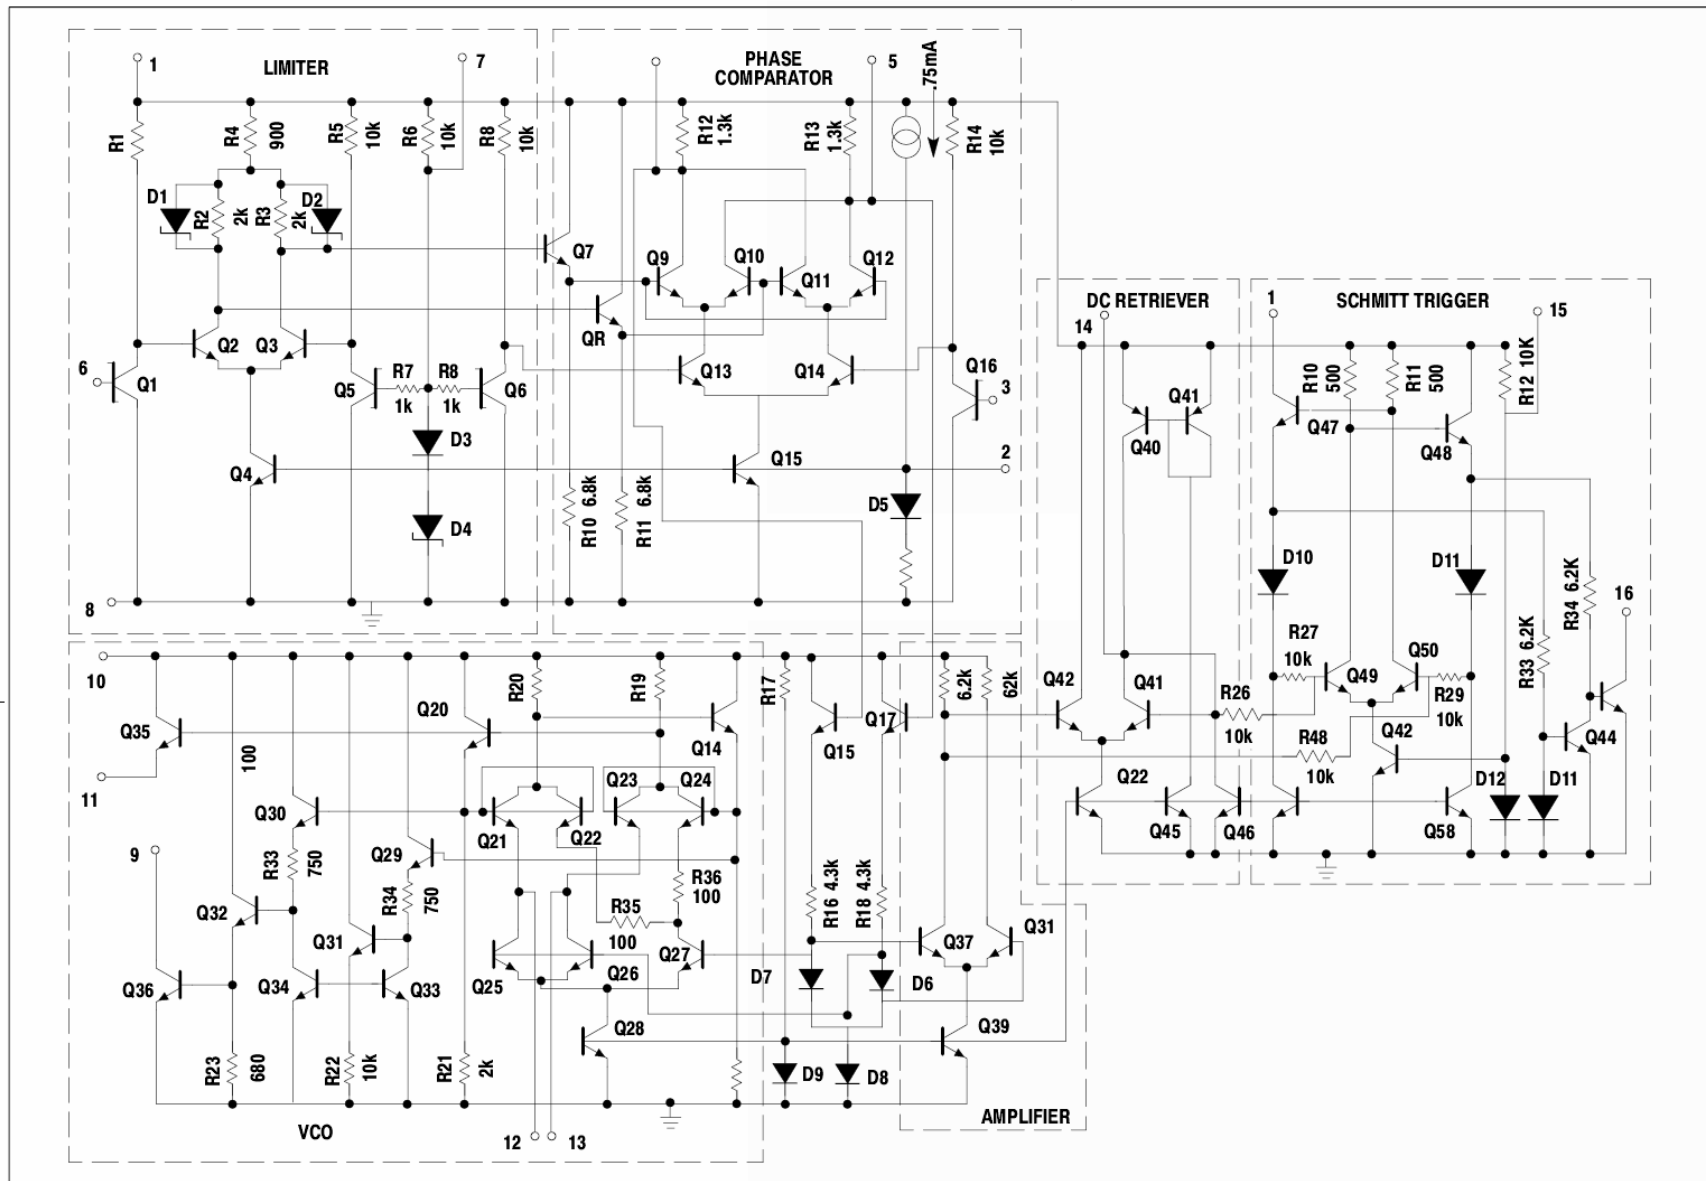 LIMITER
1
7
R1
R4 900
R5 10k
R6 10k
R8 10k
D1
R2 2k
R3 2k
D2
Q2
Q3
6
Q1
Q5
R7
1k
R8
1k
Q6
D3
Q4
D4
8
PHASE
COMPARATOR
5
.75mA
R12 1.3k
R13 1.3k
R14 10k
Q7
Q9
Q10
Q11
Q12
QR
Q13
Q14
Q16
3
Q15
2
R10 6.8k
R11 6.8k
D5
DC RETRIEVER
14
Q41
Q40
Q42
Q41
R26
10k
Q22
Q45
Q46
SCHMITT TRIGGER
1
15
R10 500
R11 500
R12 10K
Q47
Q48
D10
D11
R34 6.2K
16
R33 6.2K
R27
10k
Q49
Q50
R29
10k
R48
10k
Q42
Q44
D12
D11
Q58
10
R20
R19
R17
6.2k
62k
Q35
Q20
Q14
Q15
Q17
100
11
Q23
Q24
Q30
Q21
Q22
9
R33 750
Q29
R34 750
R36
100
R16 4.3k
R18 4.3k
Q32
Q31
R35
100
Q37
Q31
Q36
Q34
Q33
Q25
Q26
Q27
D7
D6
Q28
Q39
R23 680
R22 10k
R21 2k
D9
D8
VCO
12
13
AMPLIFIER